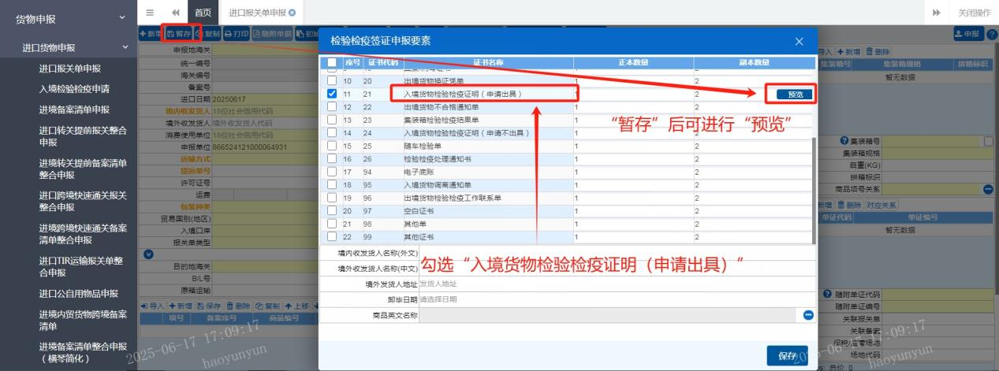 货物申报
进口货物申报
进口报关单申报
入境检验检疫申请
进境备案清单申报
进口转关提前报关整合
申报
进境转关提前备案清单
整合申报
进口跨境快速通关报关
整合申报
进境跨境快速通关备案
清单整合申报
进口TIR运输报关单整
合申报
进口公自用物品申报
进境内贸货物跨境备案
清单
进境备案清单整合申报
(横琴简化)
首页
进口报关单申报
关闭操作
新增
暂存
复制
打印
随附单据
申报
申报地海关
统一编号
海关编号
备案号
进口日期 20250617
境内收发货人 18位社会信用代码
境外收发货人 境外收发货人代码
消费使用单位 18位社会信用代码
申报单位 866524121000064931
运输方式
提运单号
许可证号
运费
包装种类
贸易国别(地区)
入境口岸
报关单类型
目的地海关
B/L号
原箱运输
导入 新增 保存 删除 复制 上移
项号 备案序号 商品编号
检验检疫签证申报要素
序号 证书代码 证书名称 正本数量 副本数量
10 20 出境货物换证凭单 1 2
11 21 入境货物检验检疫证明(申请出具) 1 2 预览
12 22 出境货物不合格通知单 1 2
13 23 集装箱检验检疫结果单 1 2
14 24 入境货物检验检疫证明(申请不出具) 1 2
15 25 随车检验单 1 2
16 26 检验检疫处理通知书 1 2
17 94 电子底账 1 2
18 95 入境货物调离通知单 1 2
19 96 出境货物检验检疫工作联系单 1 2
20 97 空白证书 1 2
21 98 其他单 1 2
22 99 其他证书 1 2
“暂存”后可进行“预览”
勾选“入境货物检验检疫证明(申请出具)”
境内收发货人名称(外文)
境外收发货人名称(中文)
境外发货人地址 发货人地址
卸毕日期 请选择日期
商品英文名称
保存
导入 新增 删除
集装箱号 集装箱规格 拼箱标识
暂无数据
集装箱号
集装箱规格
自重(KG)
拼箱标识
商品项号关系
新增 删除 对应关系
单证代码 单证编号
暂无数据
随附单证代码
随附单证编号
关联报关单
关联备案
保税/监管场地
场地代码
总价 0
2025-06-17 17:09:17
haoyunyun
2025-06-17 17:09:17
haoyunyun